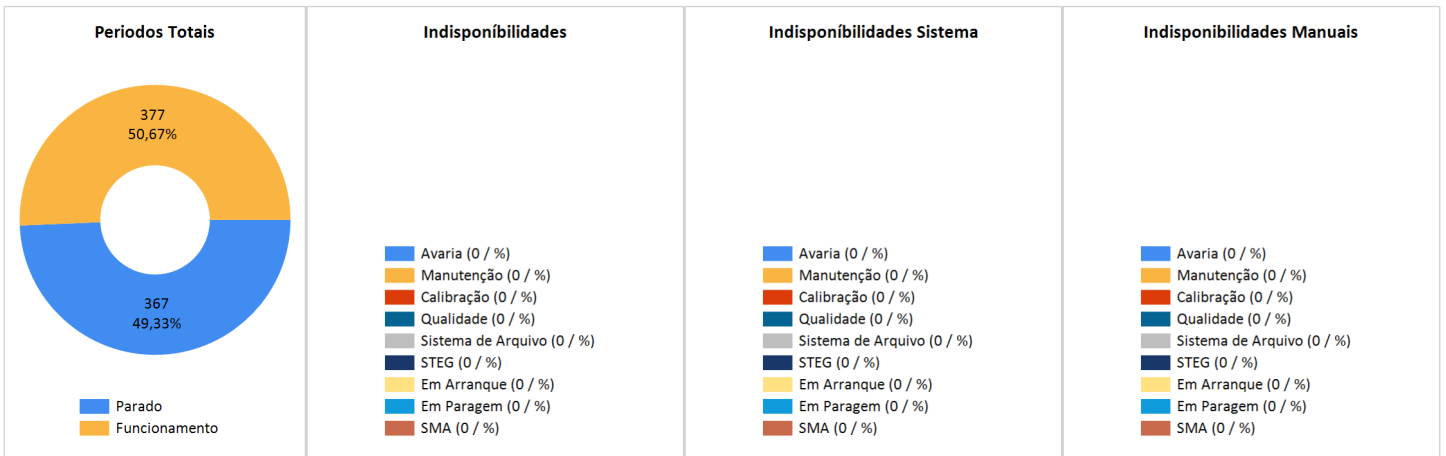 Periodos Totais
377
50,67%
367
49,33%
Parado
Funcionamento
Indisponíbilidades
Avaria (0 / %)
Manutenção (0 / %)
Calibração (0 / %)
Qualidade (0 / %)
Sistema de Arquivo (0 / %)
STEG (0 / %)
Em Arranque (0 / %)
Em Paragem (0 / %)
SMA (0 / %)
Indisponíbilidades Sistema
Avaria (0 / %)
Manutenção (0 / %)
Calibração (0 / %)
Qualidade (0 / %)
Sistema de Arquivo (0 / %)
STEG (0 / %)
Em Arranque (0 / %)
Em Paragem (0 / %)
SMA (0 / %)
Indisponibilidades Manuais
Avaria (0 / %)
Manutenção (0 / %)
Calibração (0 / %)
Qualidade (0 / %)
Sistema de Arquivo (0 / %)
STEG (0 / %)
Em Arranque (0 / %)
Em Paragem (0 / %)
SMA (0 / %)